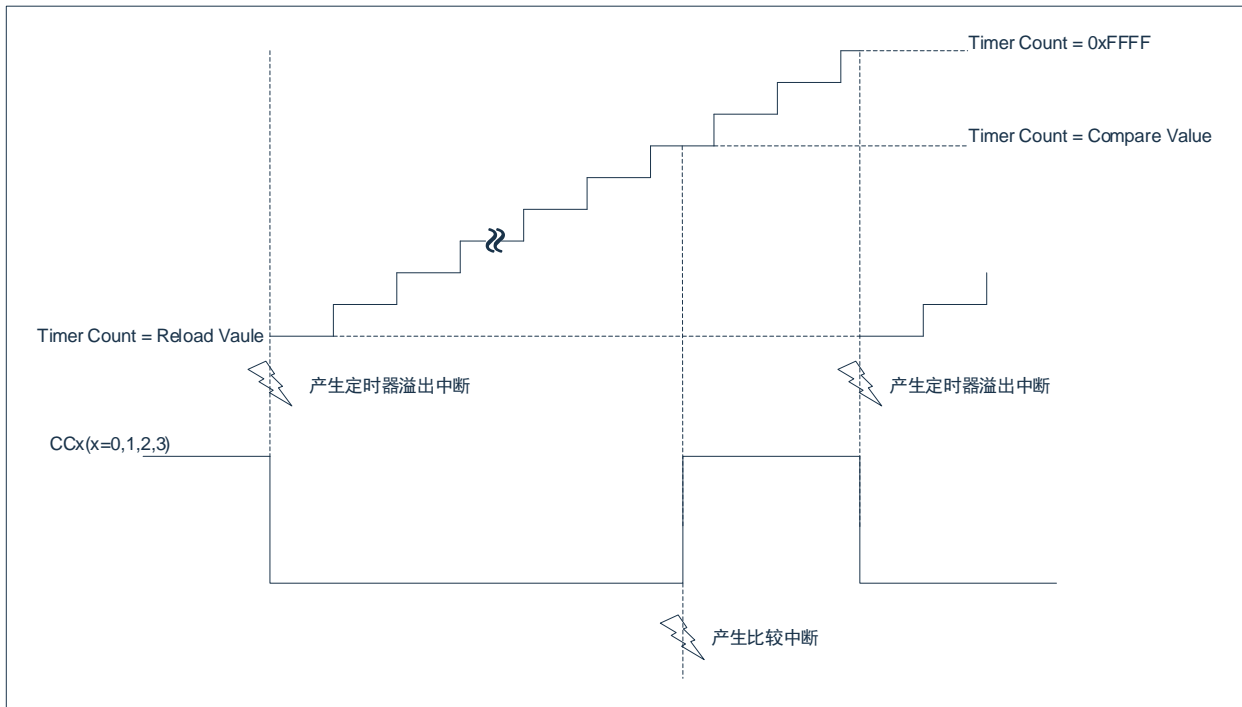 Timer Count = 0xFFFF
Timer Count = Compare Value
Timer Count = Reload Vaule
产生定时器溢出中断
产生定时器溢出中断
CCx(x=0,1,2,3)
产生比较中断